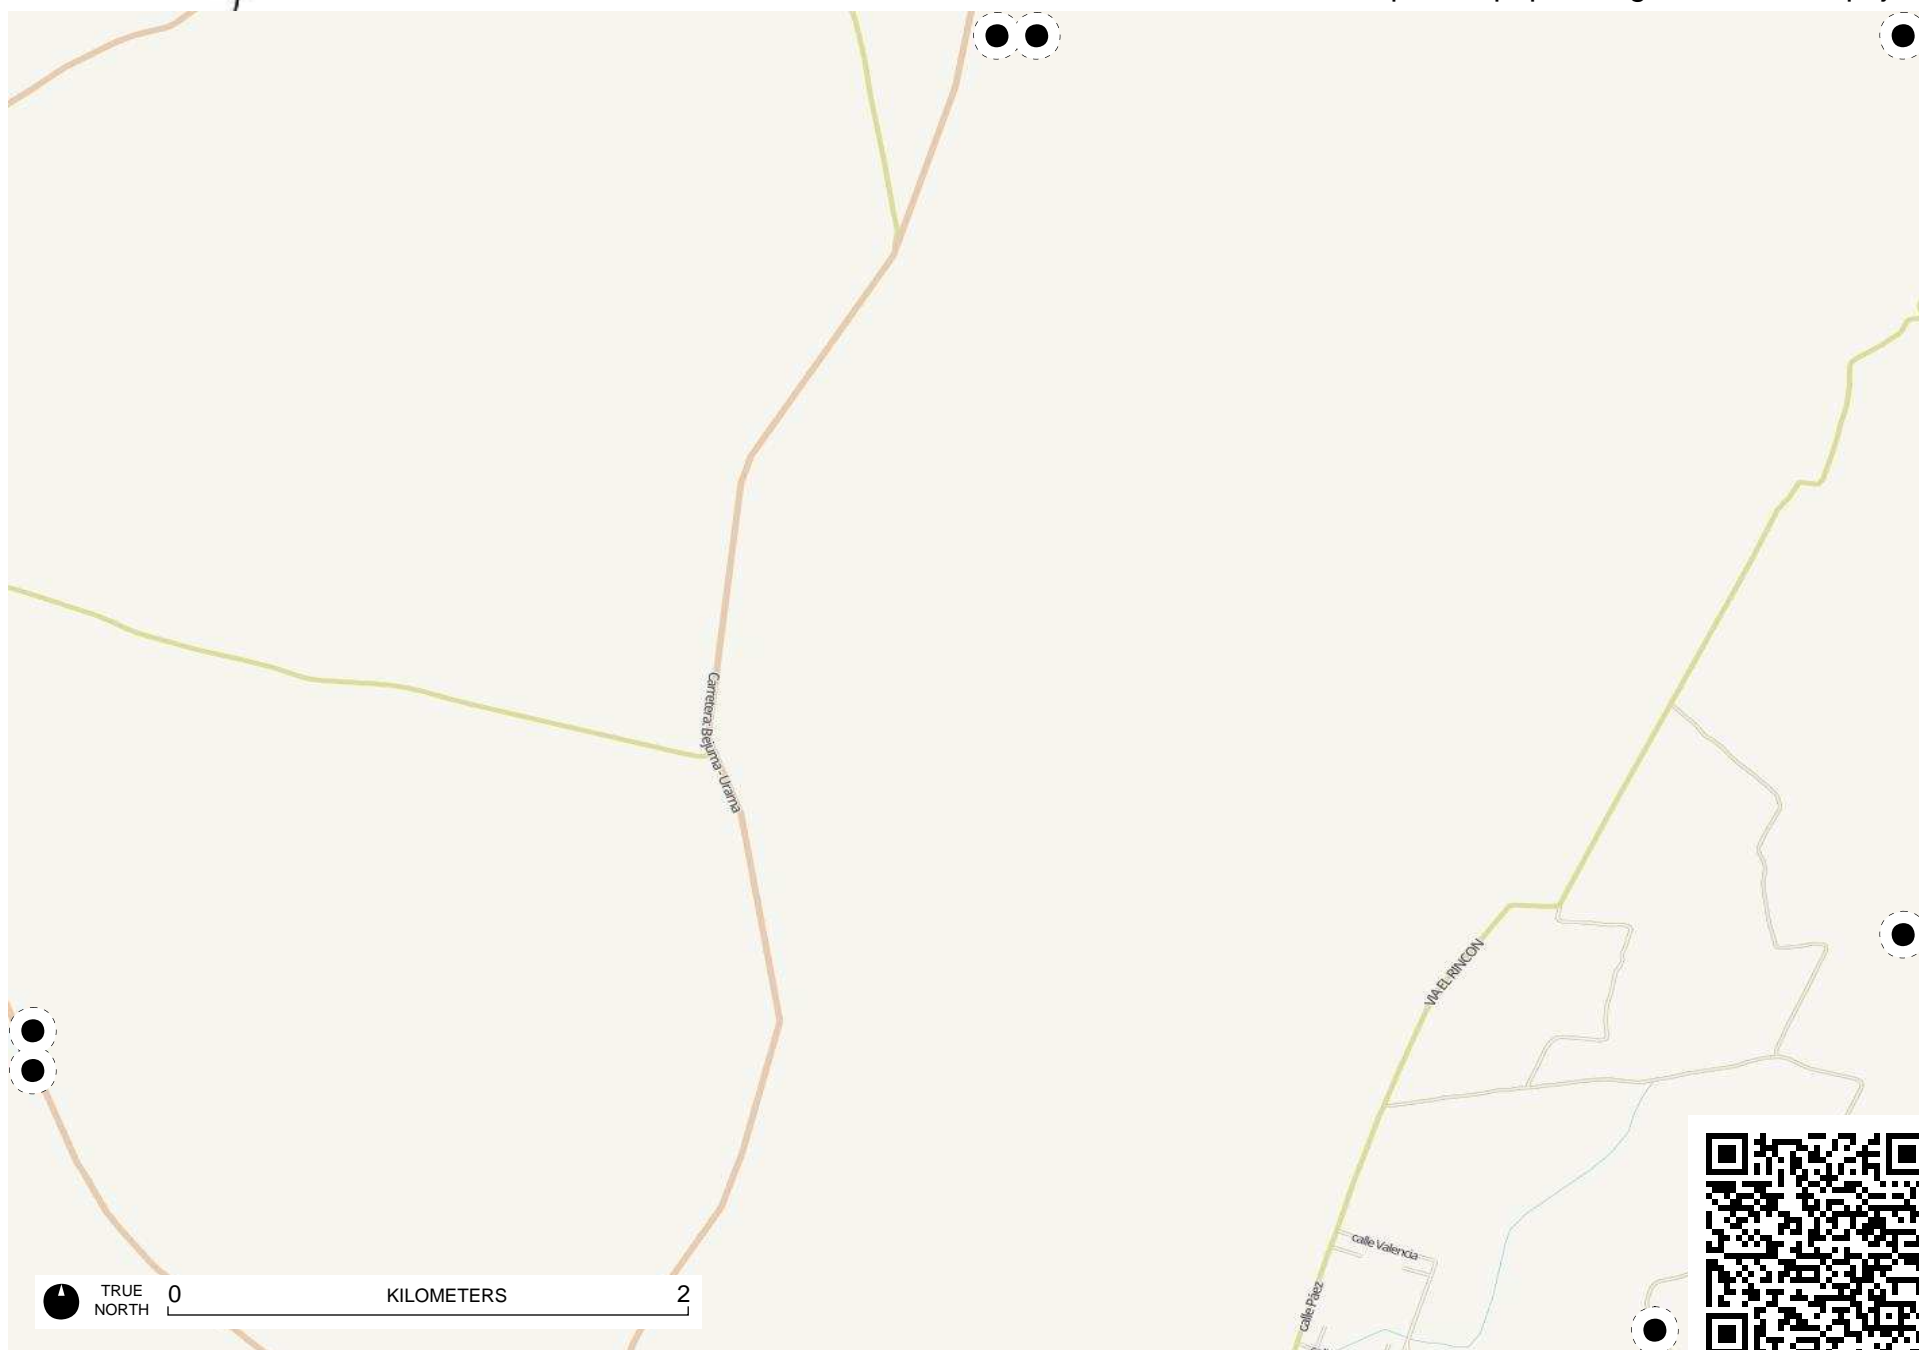 Carretera: Bejuma - Urama
VIA EL RINCON
calle Valencia
calle Páez
TRUE NORTH
0 KILOMETERS 2